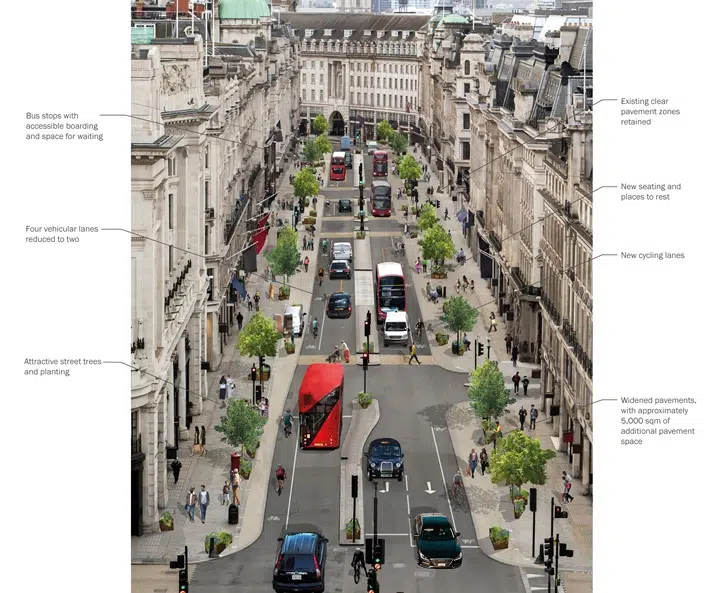 Bus stops with
accessible boarding
and space for waiting
Four vehicular lanes
reduced to two
Attractive street trees
and planting
Existing clear
pavement zones
retained
New seating and
places to rest
New cycling lanes
Widened pavements,
with approximately
5,000 sqm of
additional pavement
space